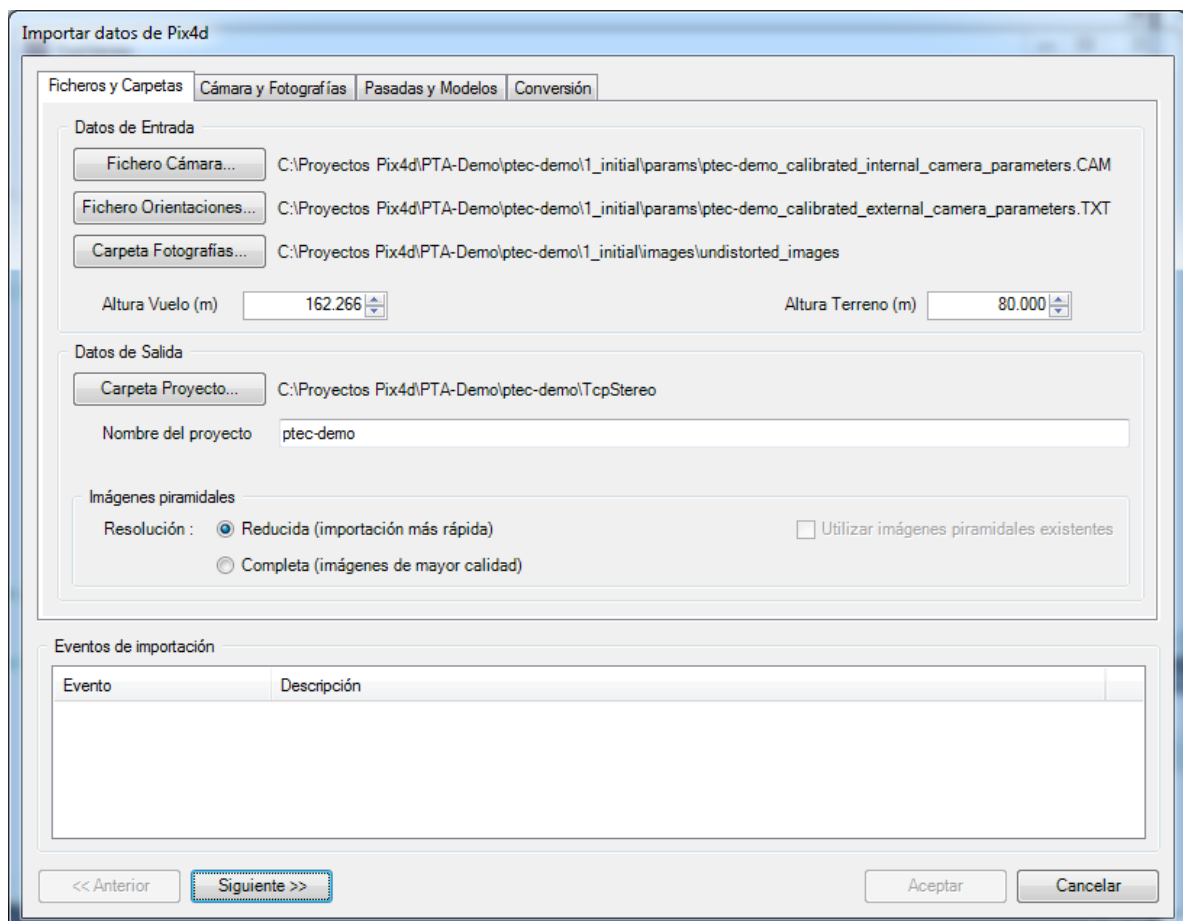 Importar datos de Pix4d
Ficheros y Carpetas Cámara y Fotografías Pasadas y Modelos Conversión
Datos de Entrada
Fichero Cámara... C:\Proyectos Pix4d\PTA-Demo\ptec-demo\1_initial\params\ptec-demo_calibrated_internal_camera_parameters.CAM
Fichero Orientaciones... C:\Proyectos Pix4d\PTA-Demo\ptec-demo\1_initial\params\ptec-demo_calibrated_external_camera_parameters.TXT
Carpeta Fotografías... C:\Proyectos Pix4d\PTA-Demo\ptec-demo\1_initial\images\undistorted_images
Altura Vuelo (m) 162.266 Altura Terreno (m) 80.000
Datos de Salida
Carpeta Proyecto... C:\Proyectos Pix4d\PTA-Demo\ptec-demo\TcpStereo
Nombre del proyecto ptec-demo
Imágenes piramidales
Resolución : Reducida (importación más rápida) Utilizar imágenes piramidales existentes
Completa (imágenes de mayor calidad)
Eventos de importación
Evento Descripción
<< Anterior Siguiente >> Aceptar Cancelar